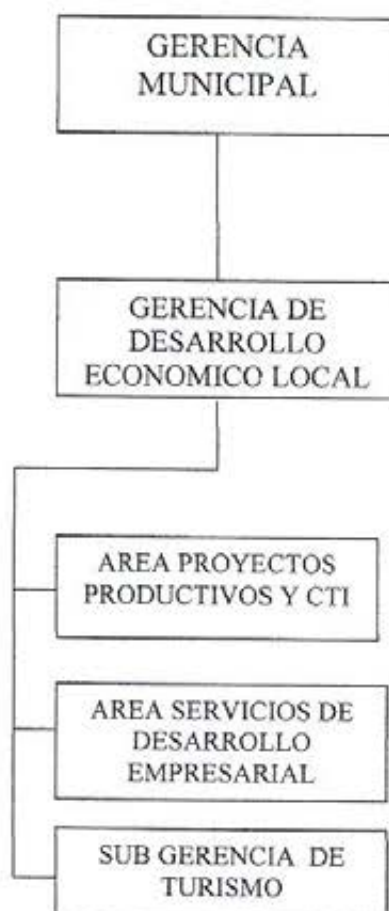 GERENCIA
MUNICIPAL
GERENCIA DE
DESARROLLO
ECONOMICO LOCAL
AREA PROYECTOS
PRODUCTIVOS Y CTI
AREA SERVICIOS DE
DESARROLLO
EMPRESARIAL
SUB GERENCIA DE
TURISMO